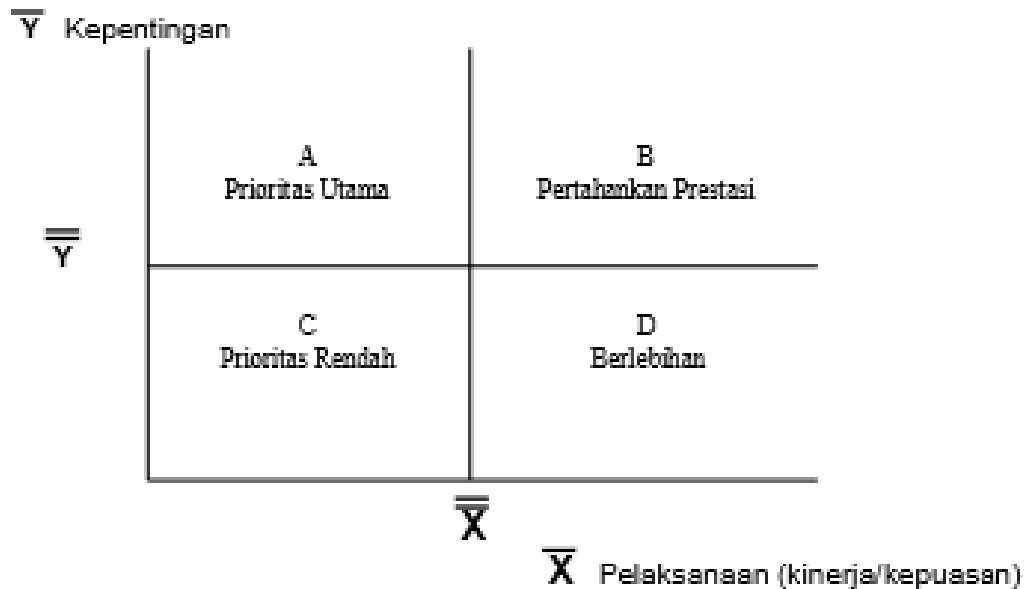 Y̅ Kepentingan
A
Prioritas Utama
B
Pertahankan Prestasi
Y̿
C
Prioritas Rendah
D
Berlebihan
X̿
X̅ Pelaksanaan (kinerja/kepuasan)